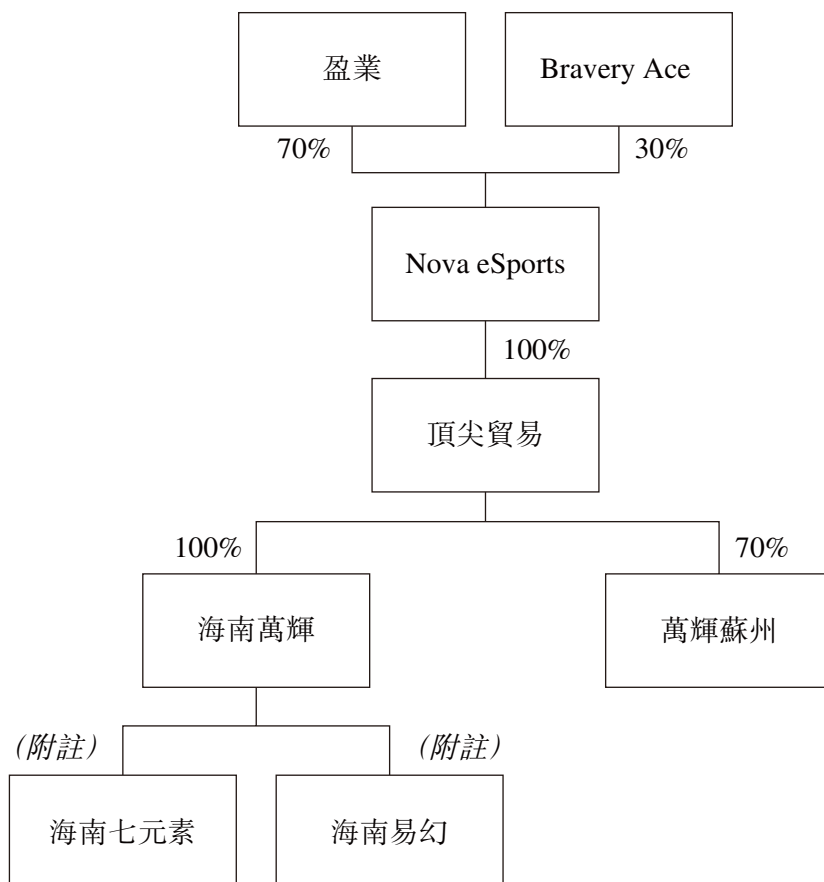 盈業
Bravery Ace
70%
30%
Nova eSports
100%
頂尖貿易
100%
70%
海南萬輝
萬輝蘇州
(附註)
(附註)
海南七元素
海南易幻